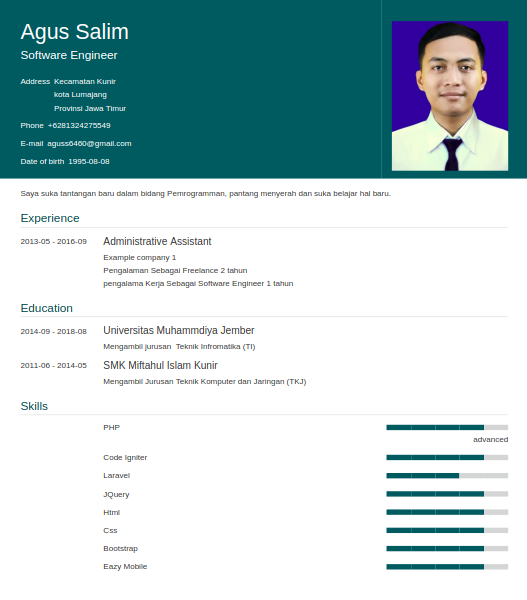 Agus Salim
Software Engineer
Address Kecamatan Kunir
kota Lumajang
Provinsi Jawa Timur
Phone +6281324275549
E-mail aguss6460@gmail.com
Date of birth 1995-08-08
Saya suka tantangan baru dalam bidang Pemrogramman, pantang menyerah dan suka belajar hal baru.
Experience
2013-05 - 2016-09 Administrative Assistant
Example company 1
Pengalaman Sebagai Freelance 2 tahun
pengalama Kerja Sebagai Software Engineer 1 tahun
Education
2014-09 - 2018-08 Universitas Muhammdiya Jember
Mengambil jurusan Teknik Infromatika (TI)
2011-06 - 2014-05 SMK Miftahul Islam Kunir
Mengambil Jurusan Teknik Komputer dan Jaringan (TKJ)
Skills
PHP
advanced
Code Igniter
Laravel
JQuery
Html
Css
Bootstrap
Eazy Mobile